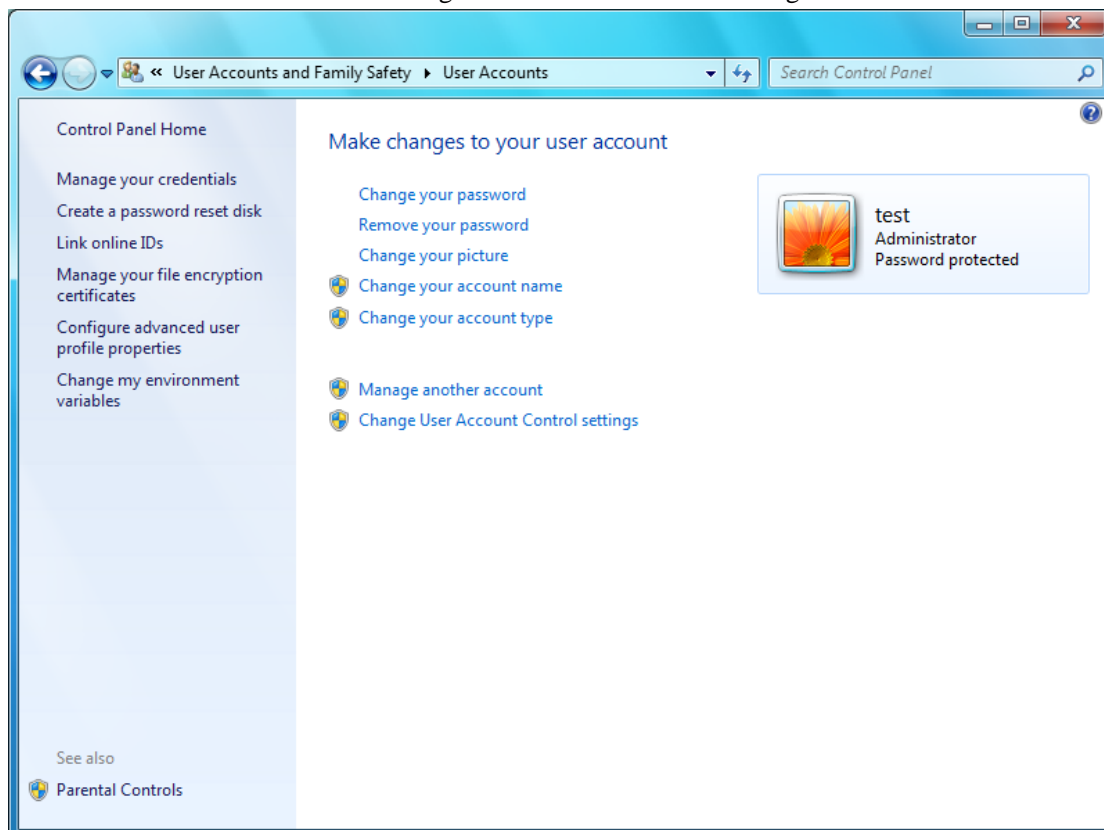 User Accounts and Family Safety
User Accounts
Search Control Panel
Control Panel Home
Manage your credentials
Create a password reset disk
Link online IDs
Manage your file encryption
certificates
Configure advanced user
profile properties
Change my environment
variables
See also
Parental Controls
Make changes to your user account
Change your password
Remove your password
Change your picture
Change your account name
Change your account type
Manage another account
Change User Account Control settings
test
Administrator
Password protected